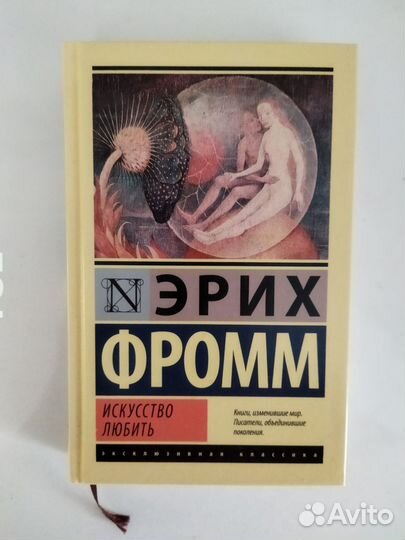 N
ЭРИХ
ФРОММ
ИСКУССТВО
ЛЮБИТЬ
Книги, изменившие мир.
Писатели, объединившие
поколения.
эксклюзивная классика
Avito